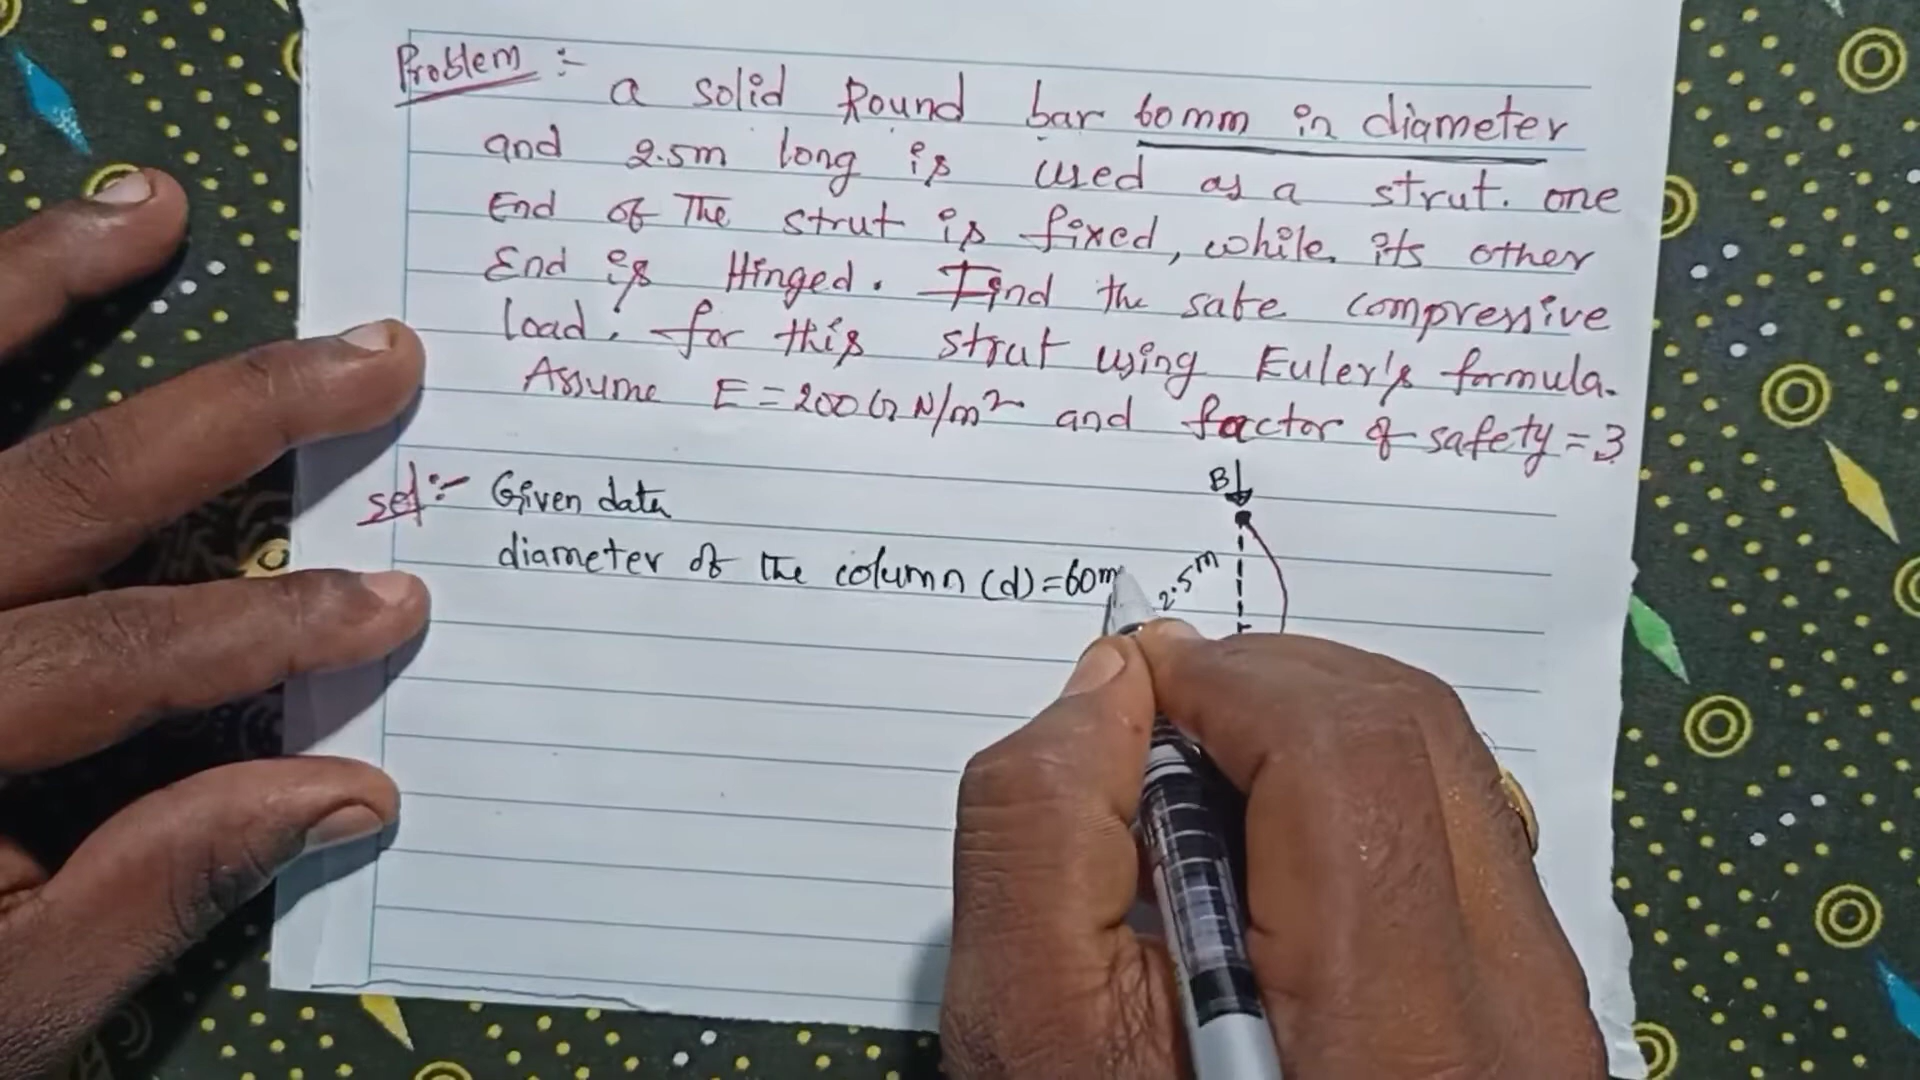 Problem :-
a solid Round bar 60mm in diameter
and 2.5m long is used as a strut. one
End of The strut is fixed, while its other
End is Hinged. Find the safe compressive
load. for this strut using Euler's formula.
Assume E=200GN/m² and factor of safety=3
sol:- Given data
diameter of the column (d)=60m
B
2.5m